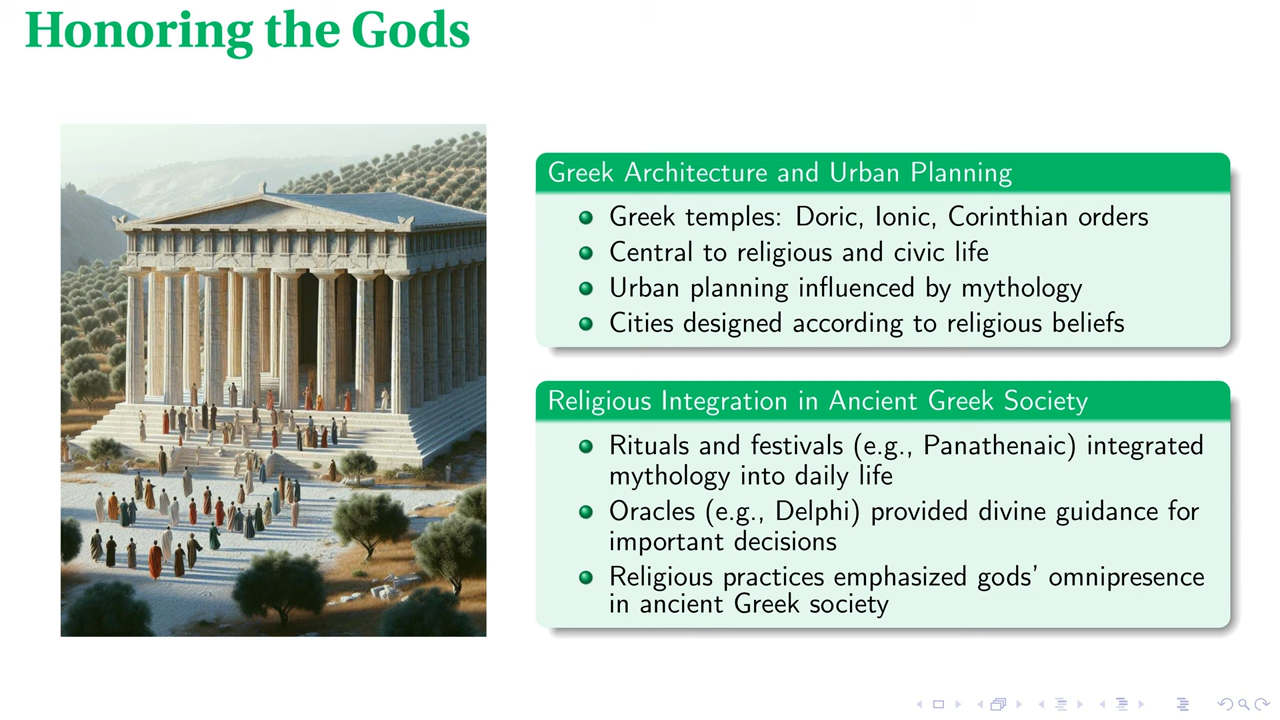 Honoring the Gods
Greek Architecture and Urban Planning
Greek temples: Doric, Ionic, Corinthian orders
Central to religious and civic life
Urban planning influenced by mythology
Cities designed according to religious beliefs
Religious Integration in Ancient Greek Society
Rituals and festivals (e.g., Panathenaic) integrated
mythology into daily life
Oracles (e.g., Delphi) provided divine guidance for
important decisions
Religious practices emphasized gods' omnipresence
in ancient Greek society